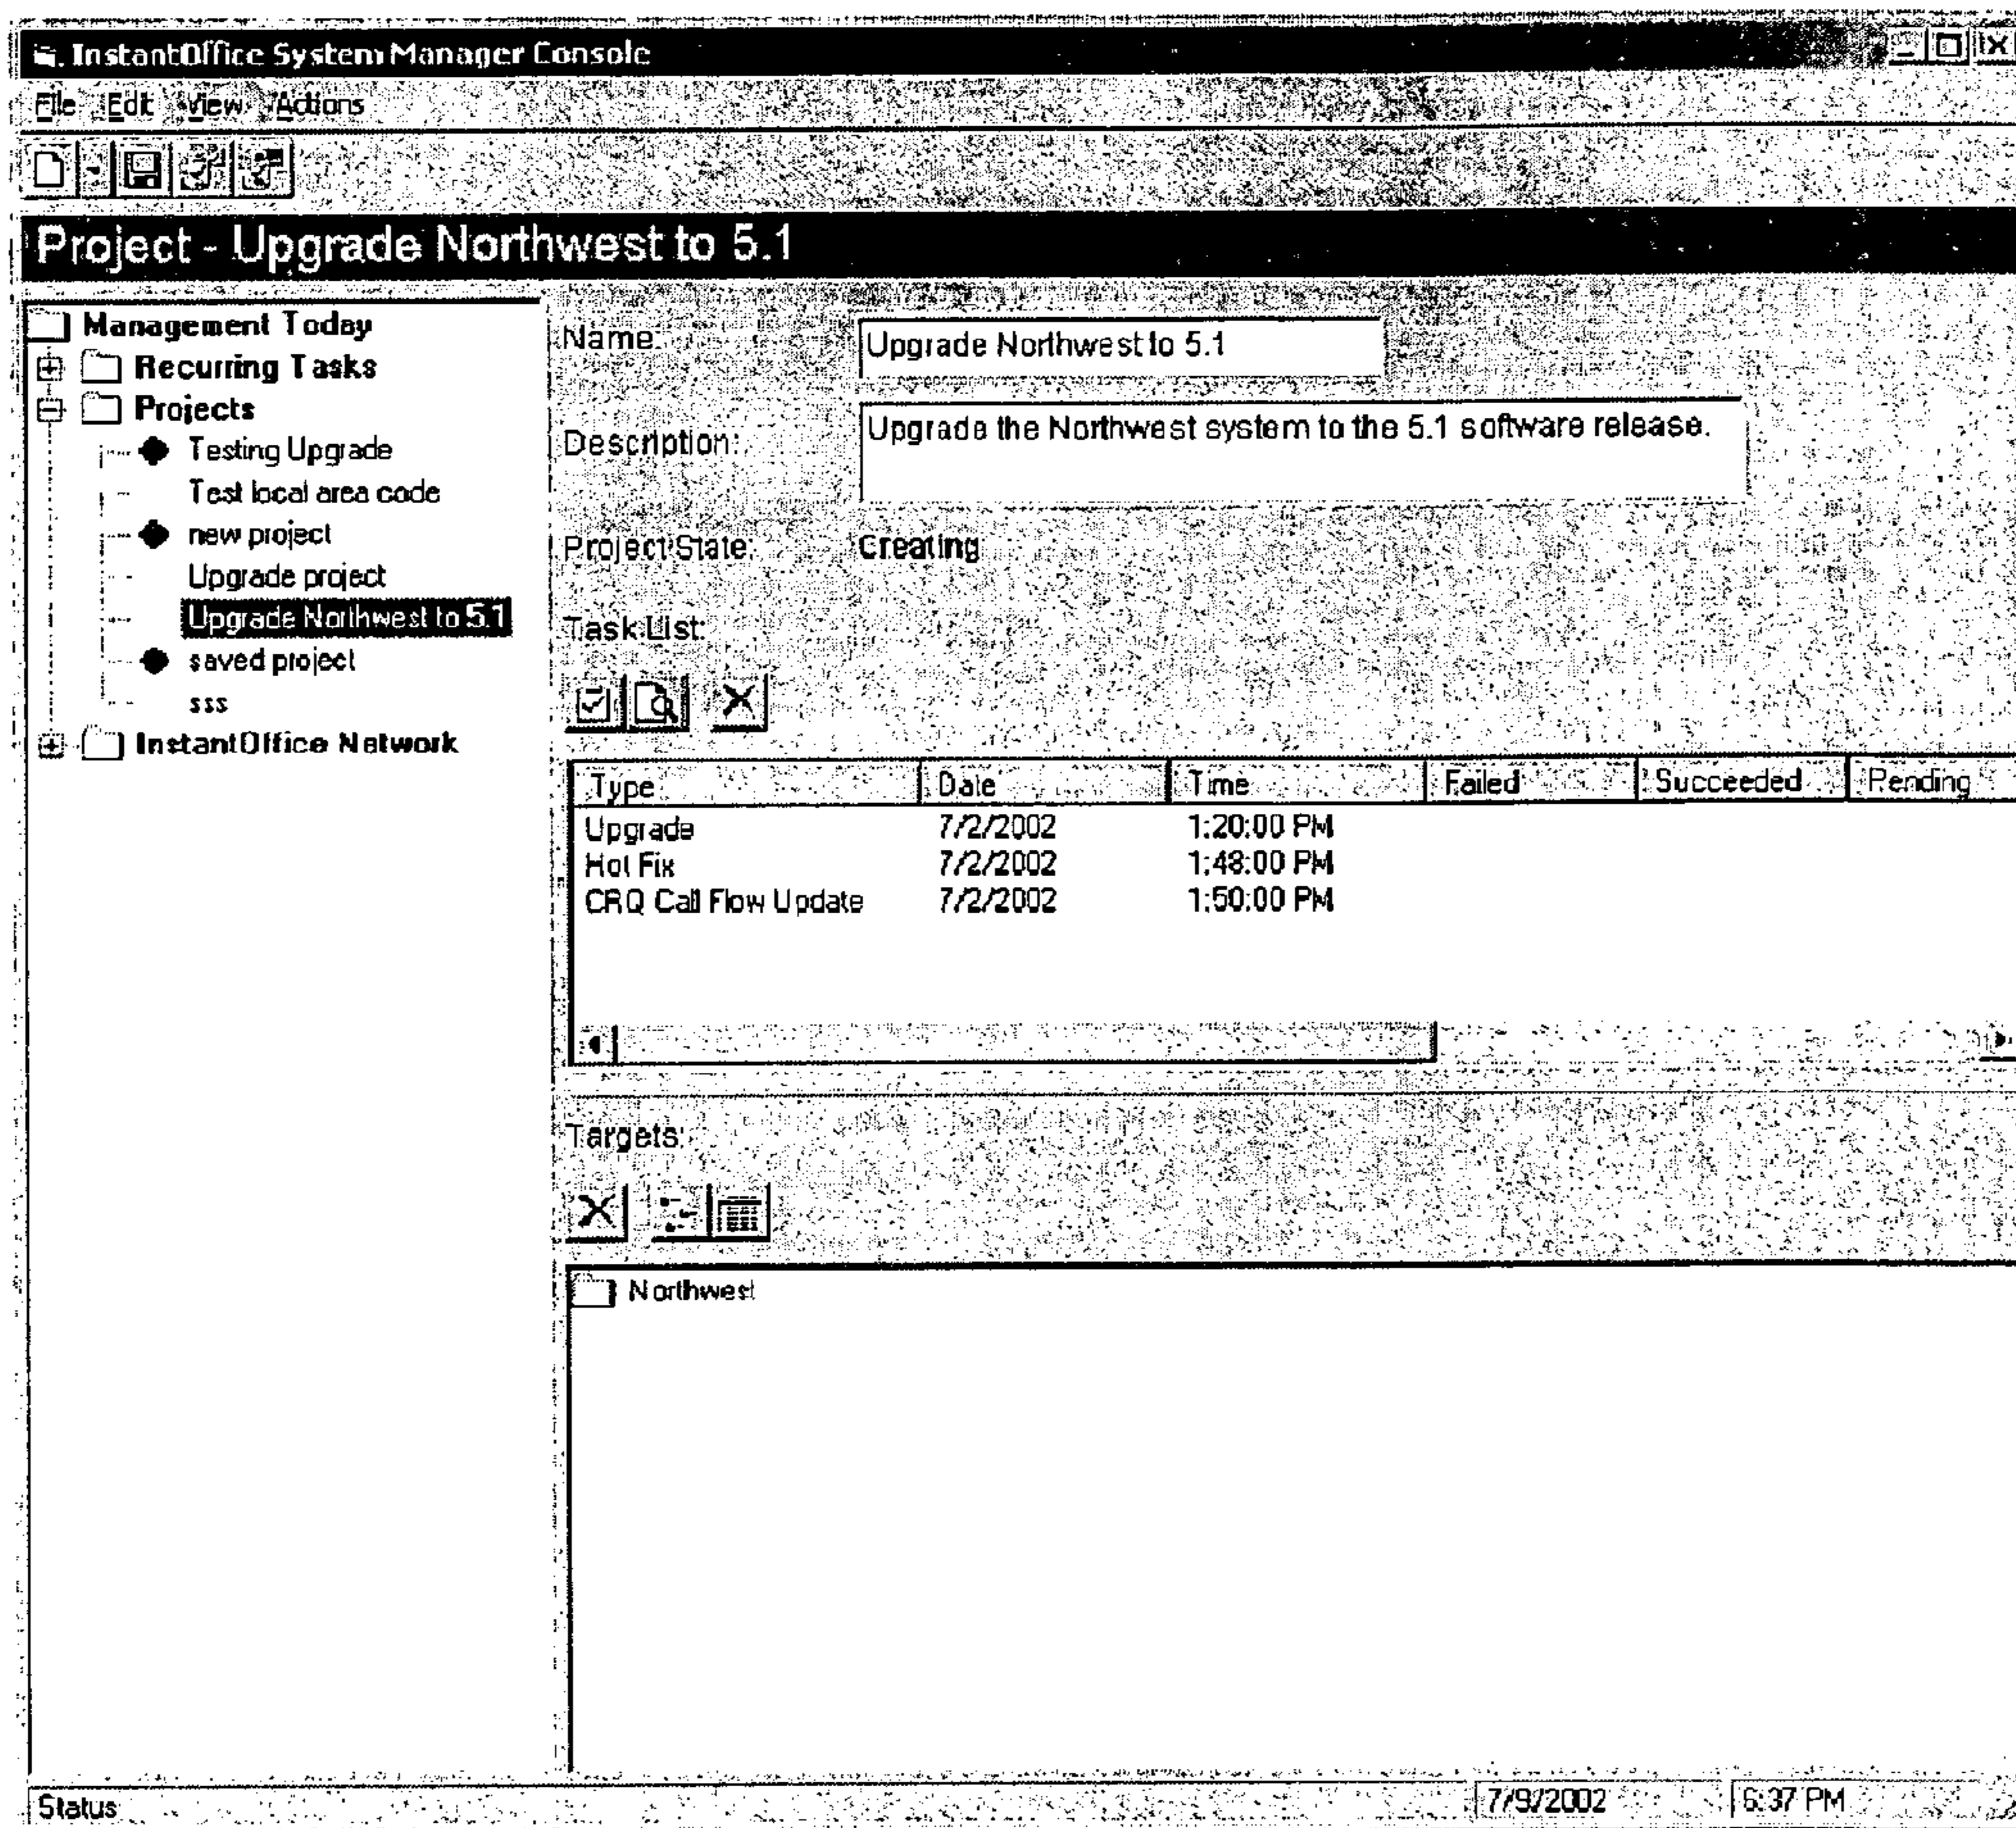 InstantOffice System Manager Console
File Edit View Actions
Project - Upgrade Northwest to 5.1
Management Today
Recurring Tasks
Projects
Testing Upgrade
Test local area code
new project
Upgrade project
Upgrade Northwest to 5.1
saved project
sss
InstantOffice Network
Name: Upgrade Northwest to 5.1
Description: Upgrade the Northwest system to the 5.1 software release.
Project State: Creating
Task List:
Type Date Time Failed Succeeded Pending
Upgrade 7/2/2002 1:20:00 PM
Hot Fix 7/2/2002 1:48:00 PM
CRQ Call Flow Update 7/2/2002 1:50:00 PM
Targets:
Northwest
Status 7/9/2002 6:37 PM